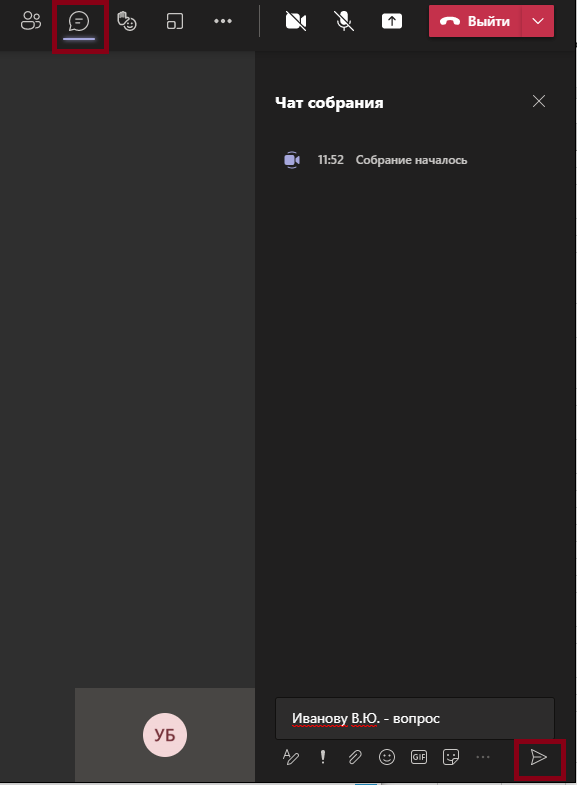 Выйти
Чат собрания
11:52 Собрание началось
УБ
Иванову В.Ю. - вопрос
GIF